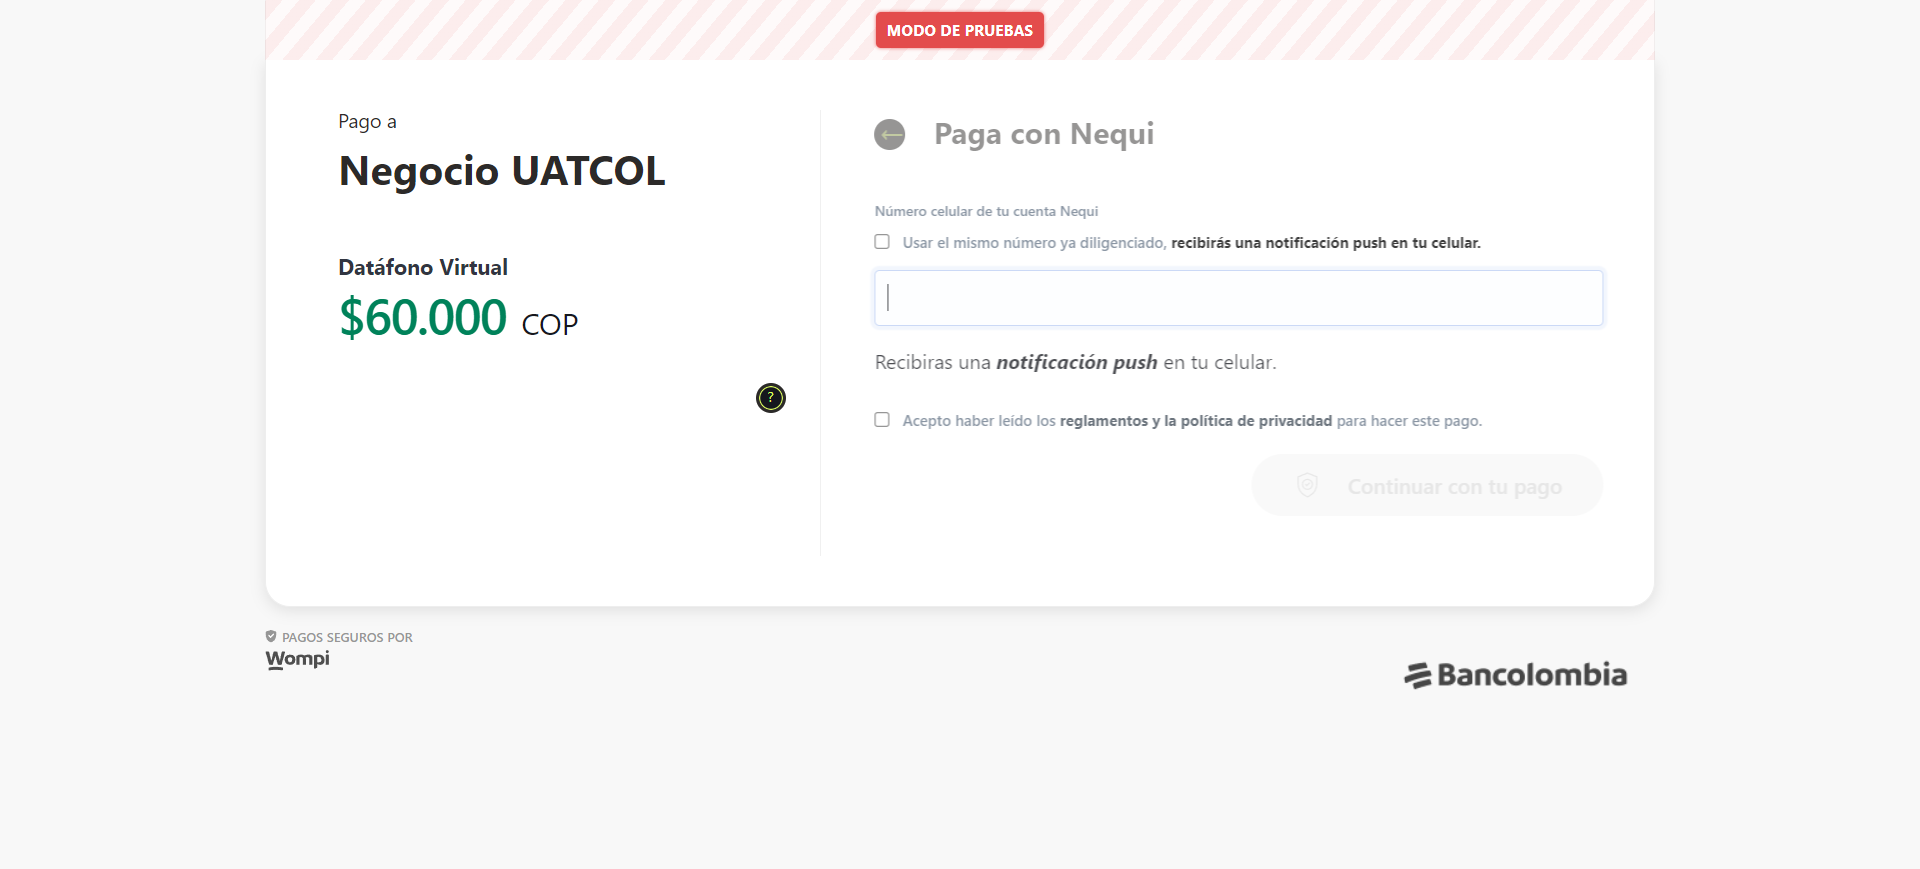 MODO DE PRUEBAS
Pago a
Negocio UATCOL
Datáfono Virtual
$60.000 COP
?
Paga con Nequi
Número celular de tu cuenta Nequi
Usar el mismo número ya diligenciado, recibirás una notificación push en tu celular.
Recibiras una notificación push en tu celular.
Acepto haber leído los reglamentos y la política de privacidad para hacer este pago.
Continuar con tu pago
PAGOS SEGUROS POR
Wompi
Bancolombia